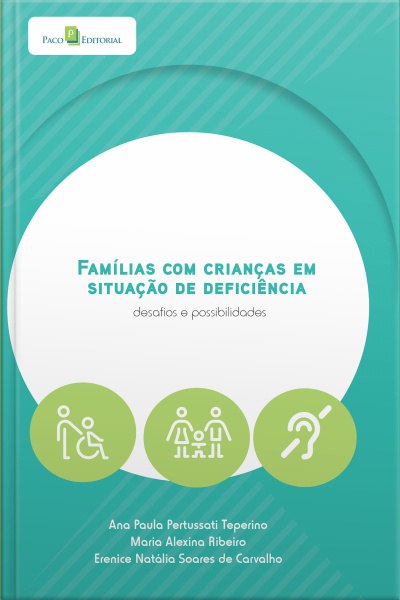 PACO EDITORIAL
FAMÍLIAS COM CRIANÇAS EM
SITUAÇÃO DE DEFICIÊNCIA
desafios e possibilidades
Ana Paula Pertussati Teperino
Maria Alexina Ribeiro
Erenice Natália Soares de Carvalho